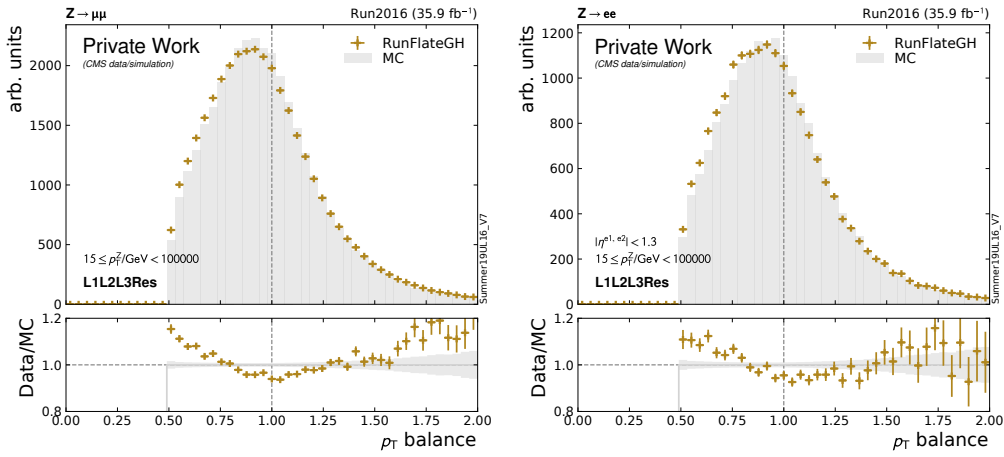 Z → μμ
Run2016 (35.9 fb⁻¹)
arb. units
Private Work
(CMS data/simulation)
RunFlateGH
MC
2000
1500
1000
500
0
15 ≤ p_T^Z/GeV < 100000
L1L2L3Res
Summer19UL16_V7
Data/MC
1.2
1.0
0.8
0.00 0.25 0.50 0.75 1.00 1.25 1.50 1.75 2.00
p_T balance
Z → ee
Run2016 (35.9 fb⁻¹)
arb. units
Private Work
(CMS data/simulation)
RunFlateGH
MC
1200
1000
800
600
400
200
0
|η^{e1, e2}| < 1.3
15 ≤ p_T^Z/GeV < 100000
L1L2L3Res
Summer19UL16_V7
Data/MC
1.2
1.0
0.8
0.00 0.25 0.50 0.75 1.00 1.25 1.50 1.75 2.00
p_T balance